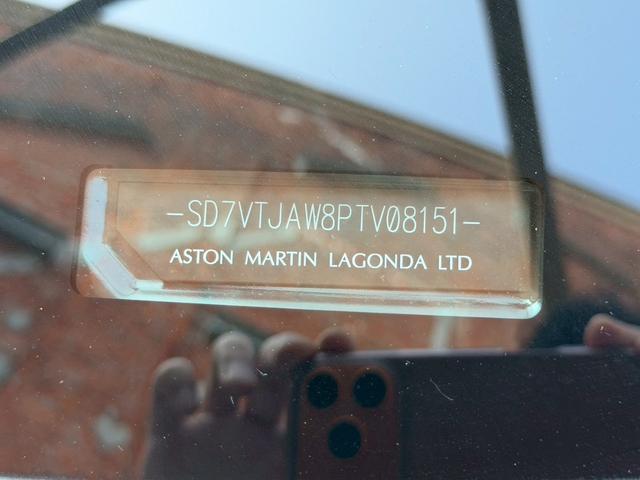 -SD7VTJAW8PTV08151-
ASTON MARTIN LAGONDA LTD